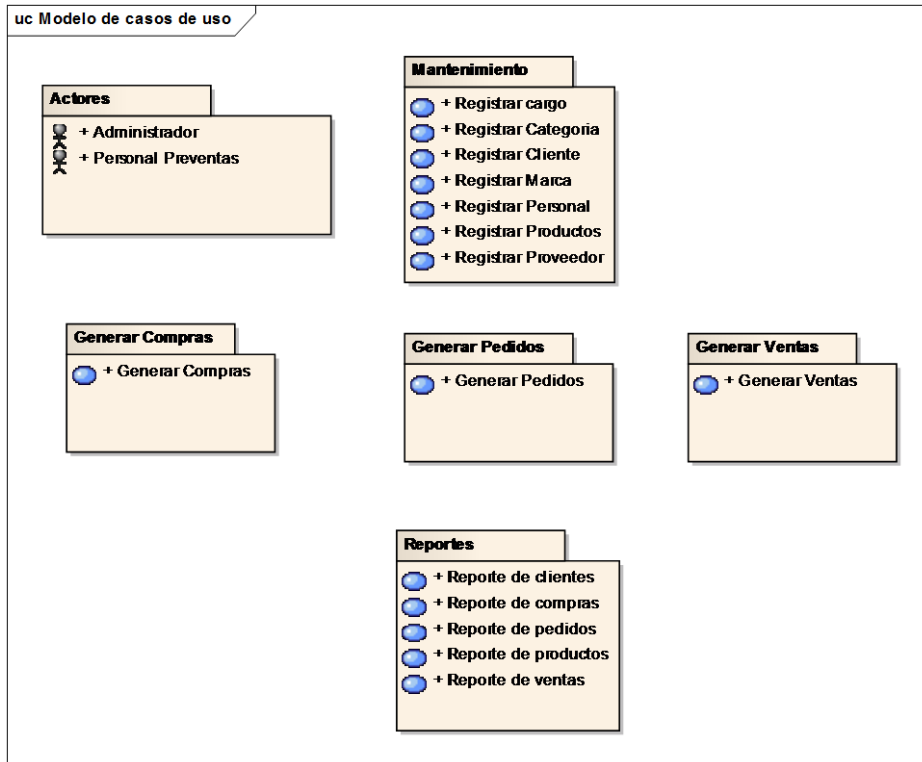 uc Modelo de casos de uso
Actores
+ Administrador
+ Personal Preventas
Mantenimiento
+ Registrar cargo
+ Registrar Categoria
+ Registrar Cliente
+ Registrar Marca
+ Registrar Personal
+ Registrar Productos
+ Registrar Proveedor
Generar Compras
+ Generar Compras
Generar Pedidos
+ Generar Pedidos
Generar Ventas
+ Generar Ventas
Reportes
+ Reporte de clientes
+ Reporte de compras
+ Reporte de pedidos
+ Reporte de productos
+ Reporte de ventas